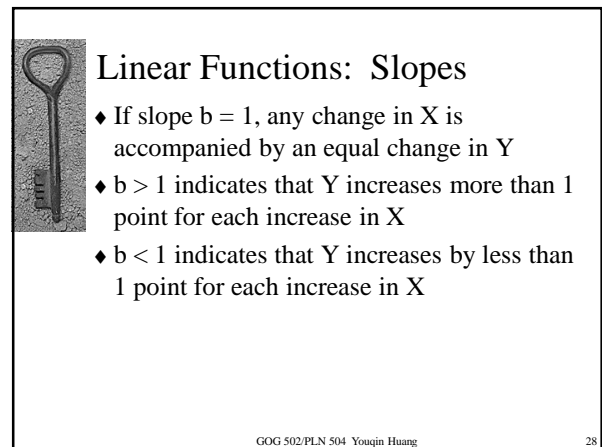 Linear Functions: Slopes
♦ If slope b = 1, any change in X is
accompanied by an equal change in Y
♦ b > 1 indicates that Y increases more than 1
point for each increase in X
♦ b < 1 indicates that Y increases by less than
1 point for each increase in X
GOG 502/PLN 504 Youqin Huang
28